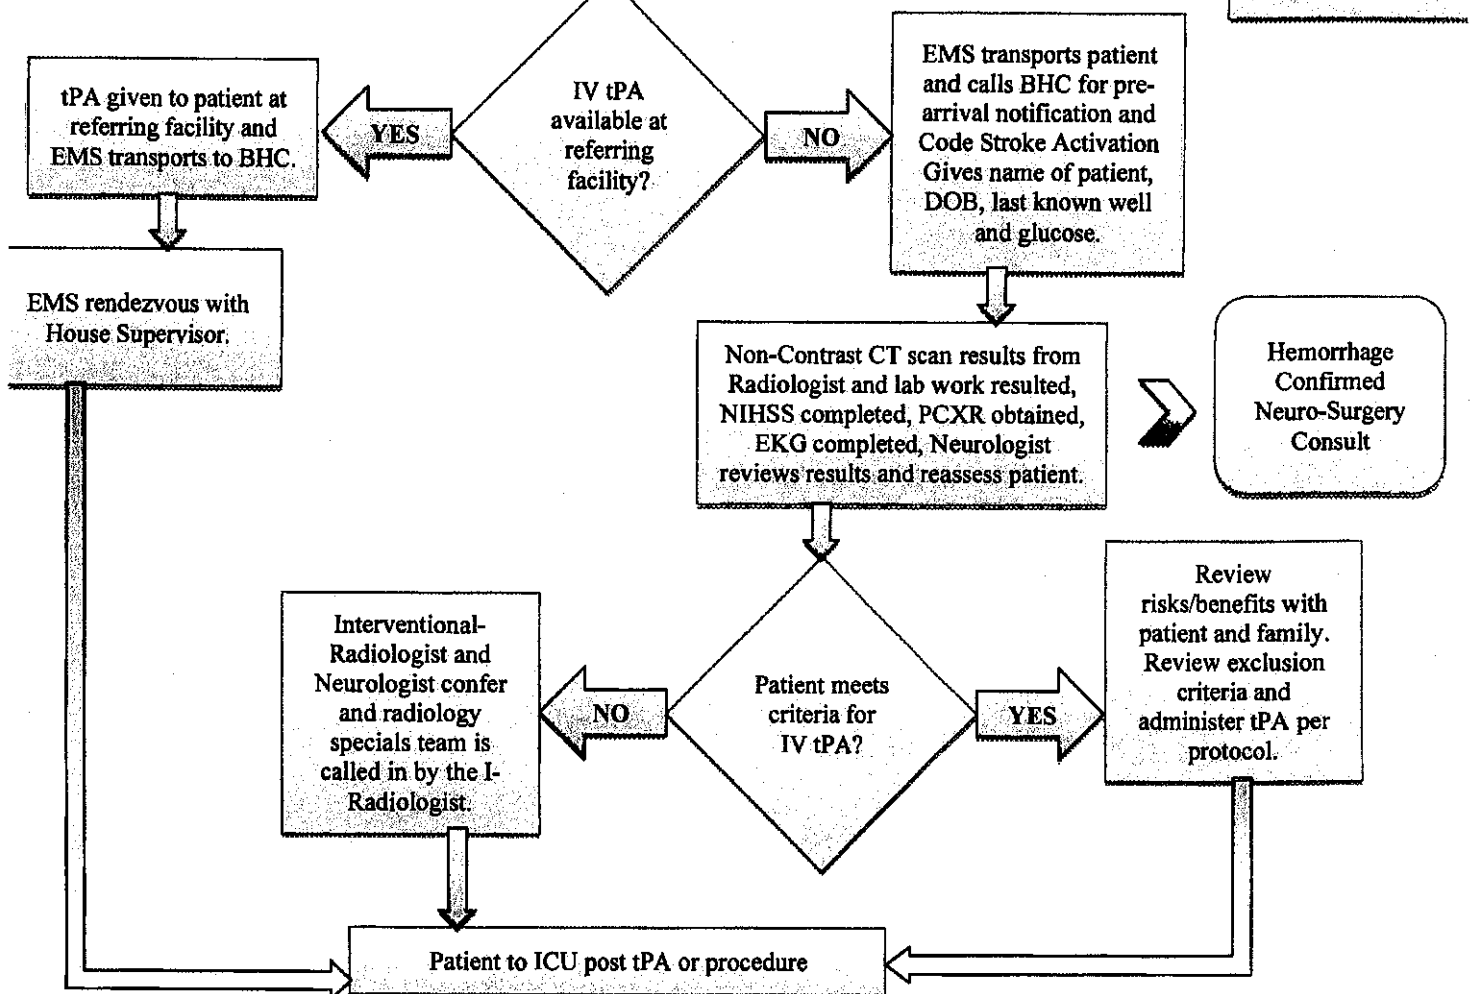 IV tPA
available at
referring
facility?
YES
NO
tPA given to patient at
referring facility and
EMS transports to BHC.
EMS transports patient
and calls BHC for pre-
arrival notification and
Code Stroke Activation
Gives name of patient,
DOB, last known well
and glucose.
EMS rendezvous with
House Supervisor.
Non-Contrast CT scan results from
Radiologist and lab work resulted,
NIHSS completed, PCXR obtained,
EKG completed, Neurologist
reviews results and reassess patient.
Hemorrhage
Confirmed
Neuro-Surgery
Consult
Patient meets
criteria for
IV tPA?
NO
YES
Interventional-
Radiologist and
Neurologist confer
and radiology
specials team is
called in by the I-
Radiologist.
Review
risks/benefits with
patient and family.
Review exclusion
criteria and
administer tPA per
protocol.
Patient to ICU post tPA or procedure